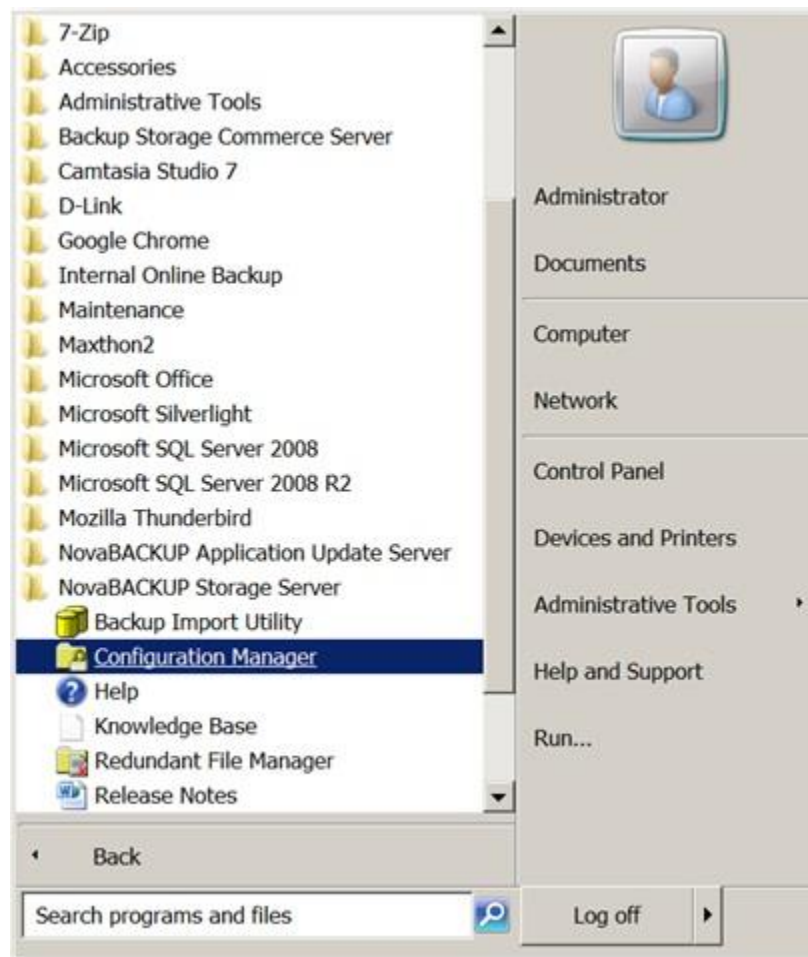 7-Zip
Accessories
Administrative Tools
Backup Storage Commerce Server
Camtasia Studio 7
D-Link
Google Chrome
Internal Online Backup
Maintenance
Maxthon2
Microsoft Office
Microsoft Silverlight
Microsoft SQL Server 2008
Microsoft SQL Server 2008 R2
Mozilla Thunderbird
NovaBACKUP Application Update Server
NovaBACKUP Storage Server
Backup Import Utility
Configuration Manager
Help
Knowledge Base
Redundant File Manager
Release Notes
Back
Search programs and files
Administrator
Documents
Computer
Network
Control Panel
Devices and Printers
Administrative Tools
Help and Support
Run...
Log off